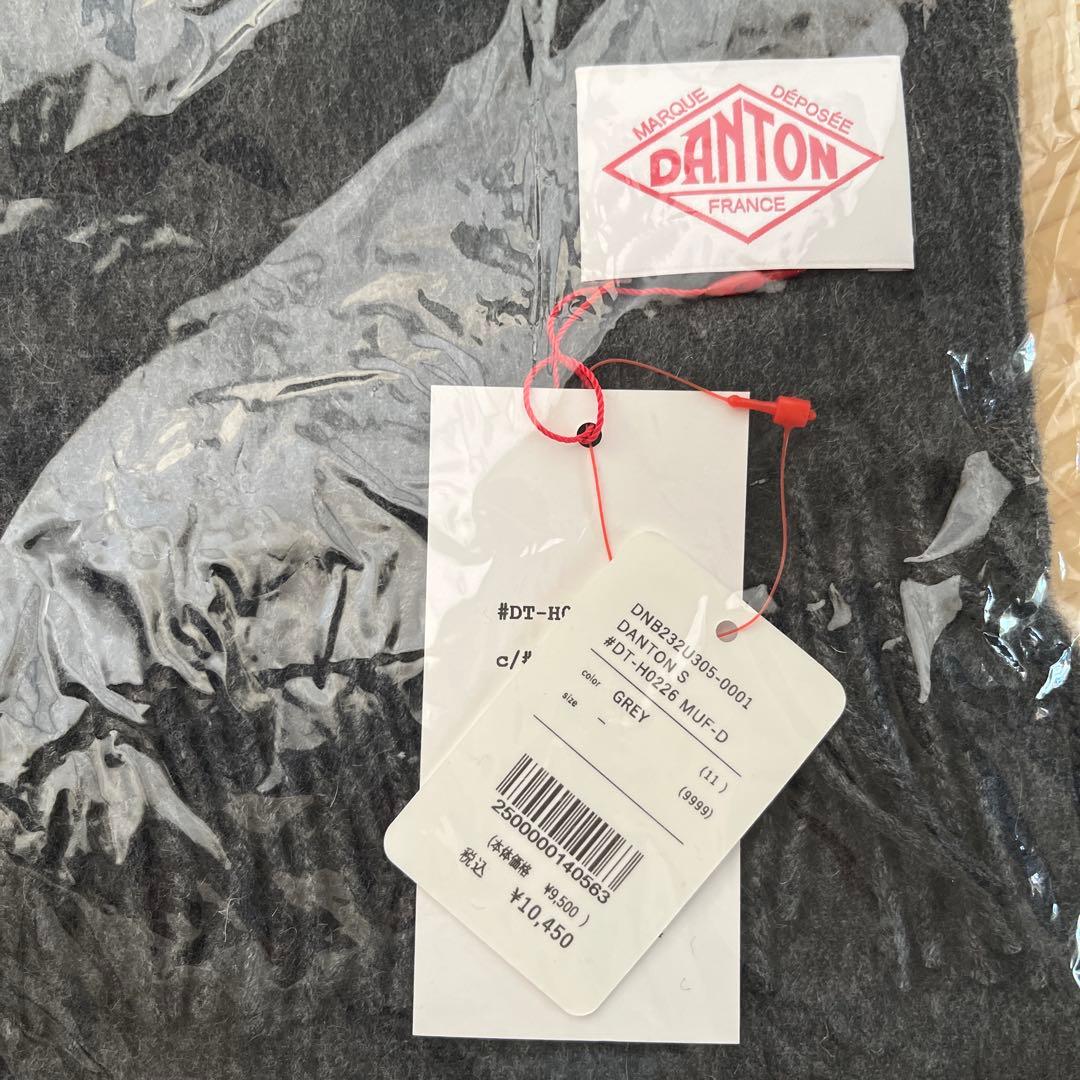 MARQUE DÉPOSÉE
DANTON
FRANCE
#DT-H0
c/#
DNB232U305-0001
DANTON'S
#DT-H0226 MUF-D
color GREY (11 )
size - (9999)
2500000140563
(本体価格 ¥9,500 )
税込 ¥10,450